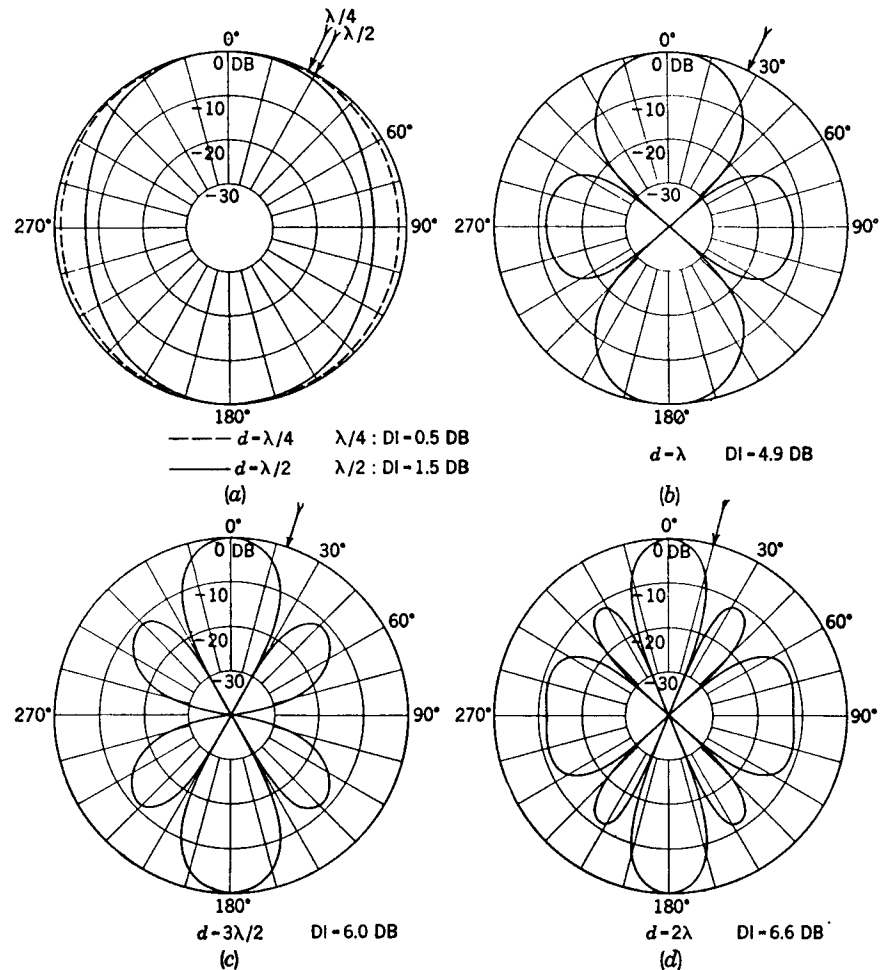 λ/4
λ/2
0°
0 DB
-10
-20
-30
60°
270°
90°
180°
d=λ/4 λ/4 : DI=0.5 DB
d=λ/2 λ/2 : DI=1.5 DB
(a)
0°
0 DB
30°
-10
-20
-30
60°
270°
90°
180°
d=λ DI=4.9 DB
(b)
0°
0 DB
30°
-10
-20
-30
60°
270°
90°
180°
d=3λ/2 DI=6.0 DB
(c)
0°
0 DB
30°
-10
-20
-30
60°
270°
90°
180°
d=2λ DI=6.6 DB
(d)